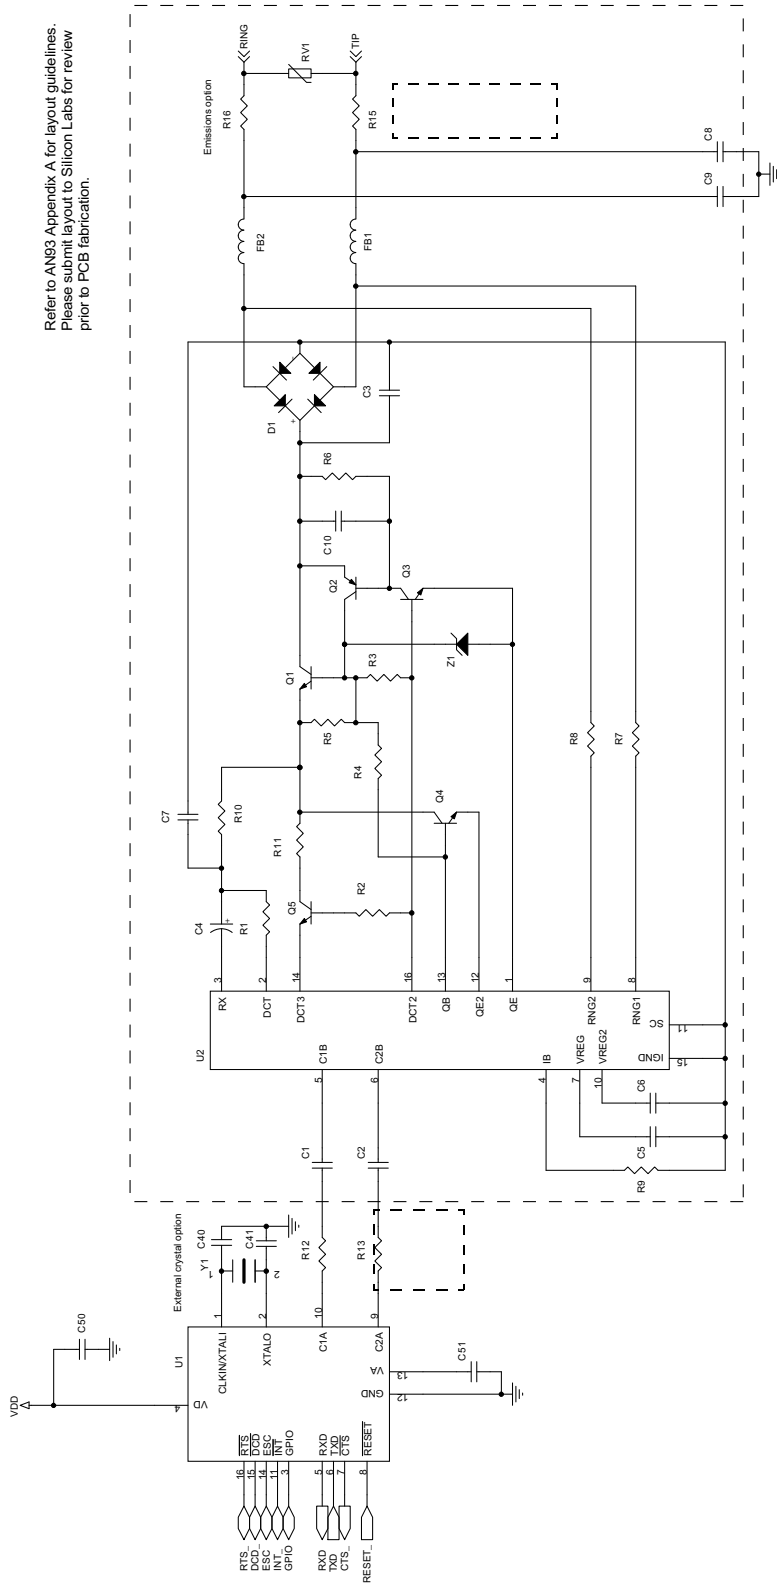 Refer to AN93 Appendix A for layout guidelines.
Please submit layout to Silicon Labs for review
prior to PCB fabrication.
RING
RV1
TIP
R16
R15
Emissions option
C8
C9
FB2
FB1
D1
+
-
C3
R6
C10
Q2
Q3
Q1
Z1
R3
R5
R4
R8
R7
C7
R10
Q4
R11
R2
Q5
C4
+
R1
3
2
14
16
13
12
1
9
8
RX
DCT
DCT3
DCT2
QB
QE2
QE
RNG2
RNG1
U2
SC
11
IGND
15
C1B
C2B
IB
VREG
VREG2
5
6
4
7
10
C6
C5
R9
C1
C2
External crystal option
C40
C41
Y1
1
2
R12
R13
1
2
10
9
CLKIN/XTALI
XTALO
C1A
C2A
U1
VDD
C50
VD
4
VA
13
C51
GND
12
RTS
DCD
ESC
INT
GPIO
RXD
TXD
CTS
RESET
16
15
14
11
3
5
6
7
8
RTS_
DCD_
ESC
INT_
GPIO
RXD
TXD
CTS_
RESET_